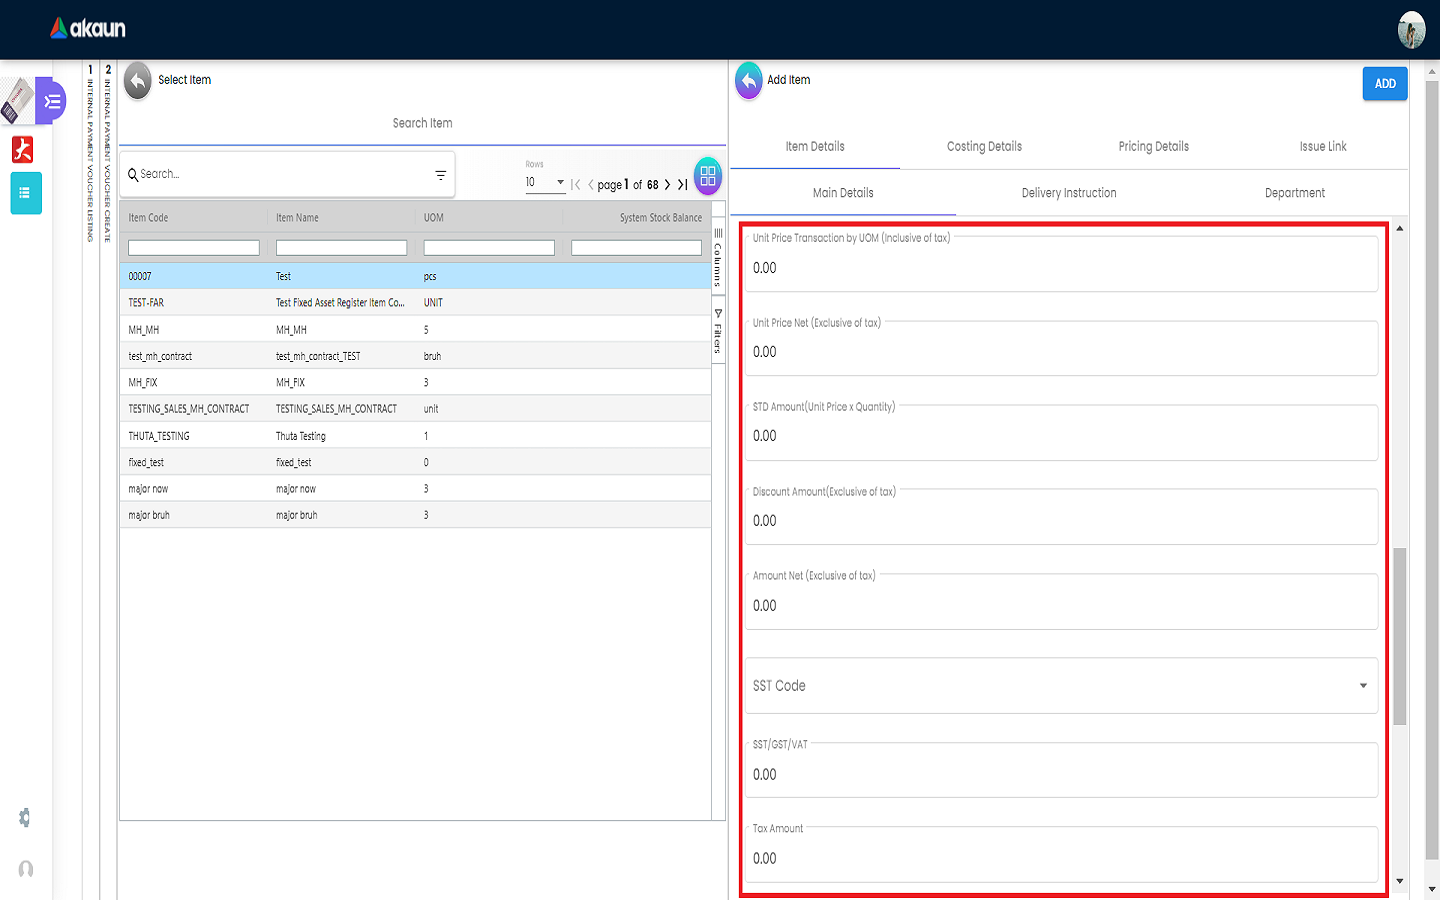 akaun
1 INTERNAL PAYMENT VOUCHER LISTING
2 INTERNAL PAYMENT VOUCHER CREATE
Select Item
Search Item
Search...
Rows
10
page 1 of 68
Item Code Item Name UOM System Stock Balance
00007 Test pcs
TEST-FAR Test Fixed Asset Register Item Co... UNIT
MH_MH MH_MH 5
test_mh_contract test_mh_contract_TEST bruh
MH_FIX MH_FIX 3
TESTING_SALES_MH_CONTRACT TESTING_SALES_MH_CONTRACT unit
THUTA_TESTING Thuta Testing 1
fixed_test fixed_test 0
major now major now 3
major bruh major bruh 3
Columns
Filters
Add Item
ADD
Item Details Costing Details Pricing Details Issue Link
Main Details Delivery Instruction Department
Unit Price Transaction by UOM (Inclusive of tax)
0.00
Unit Price Net (Exclusive of tax)
0.00
STD Amount(Unit Price x Quantity)
0.00
Discount Amount(Exclusive of tax)
0.00
Amount Net (Exclusive of tax)
0.00
SST Code
SST/GST/VAT
0.00
Tax Amount
0.00